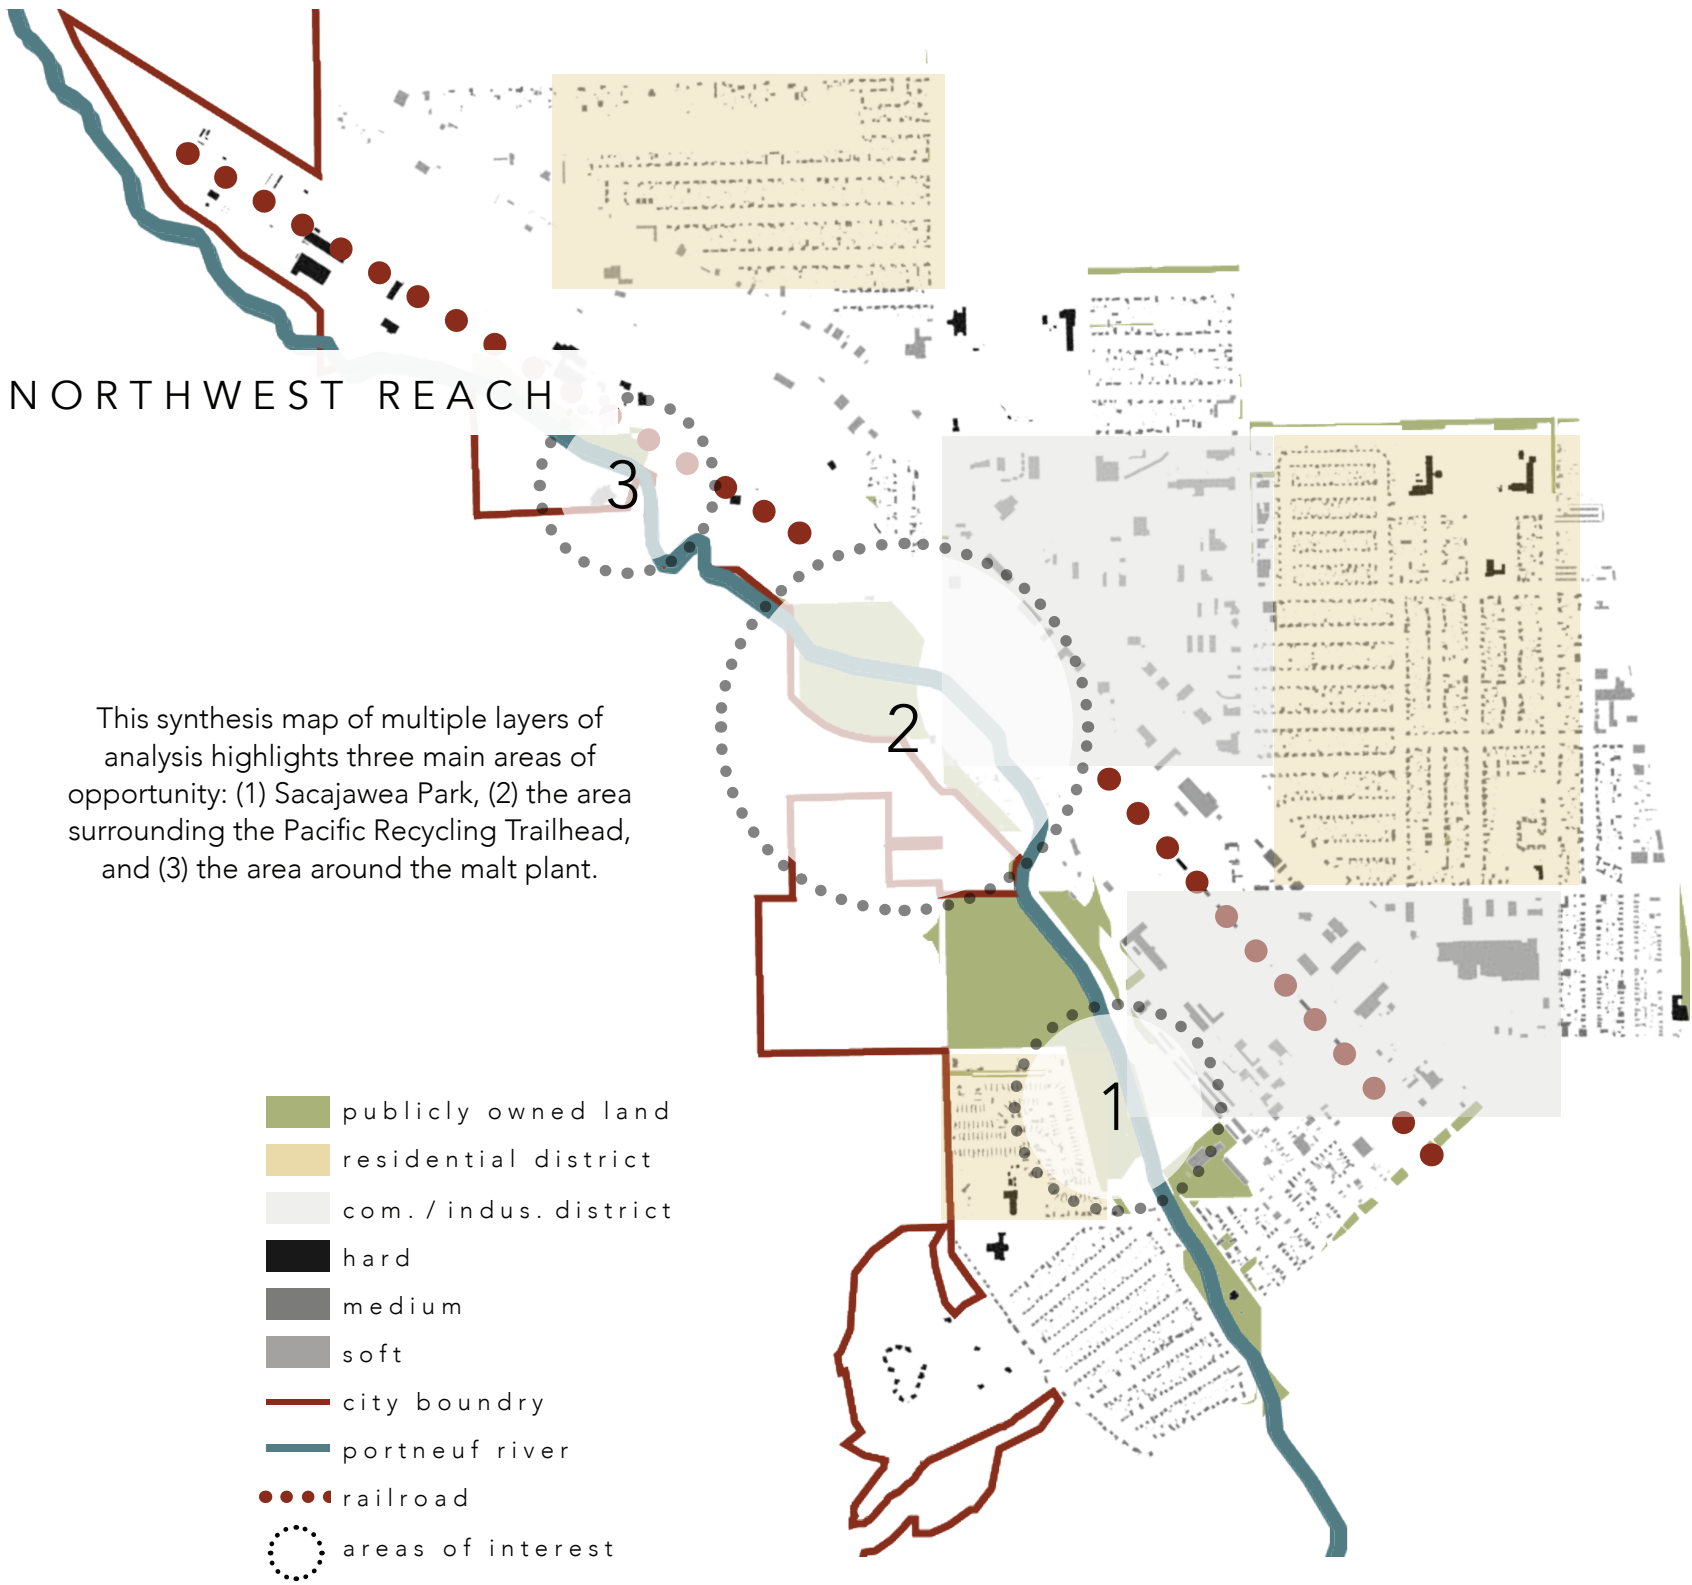 NORTHWEST REACH
3
2
This synthesis map of multiple layers of
analysis highlights three main areas of
opportunity: (1) Sacajawea Park, (2) the area
surrounding the Pacific Recycling Trailhead,
and (3) the area around the malt plant.
1
publicly owned land
residential district
com. / indus. district
hard
medium
soft
city boundry
portneuf river
railroad
areas of interest